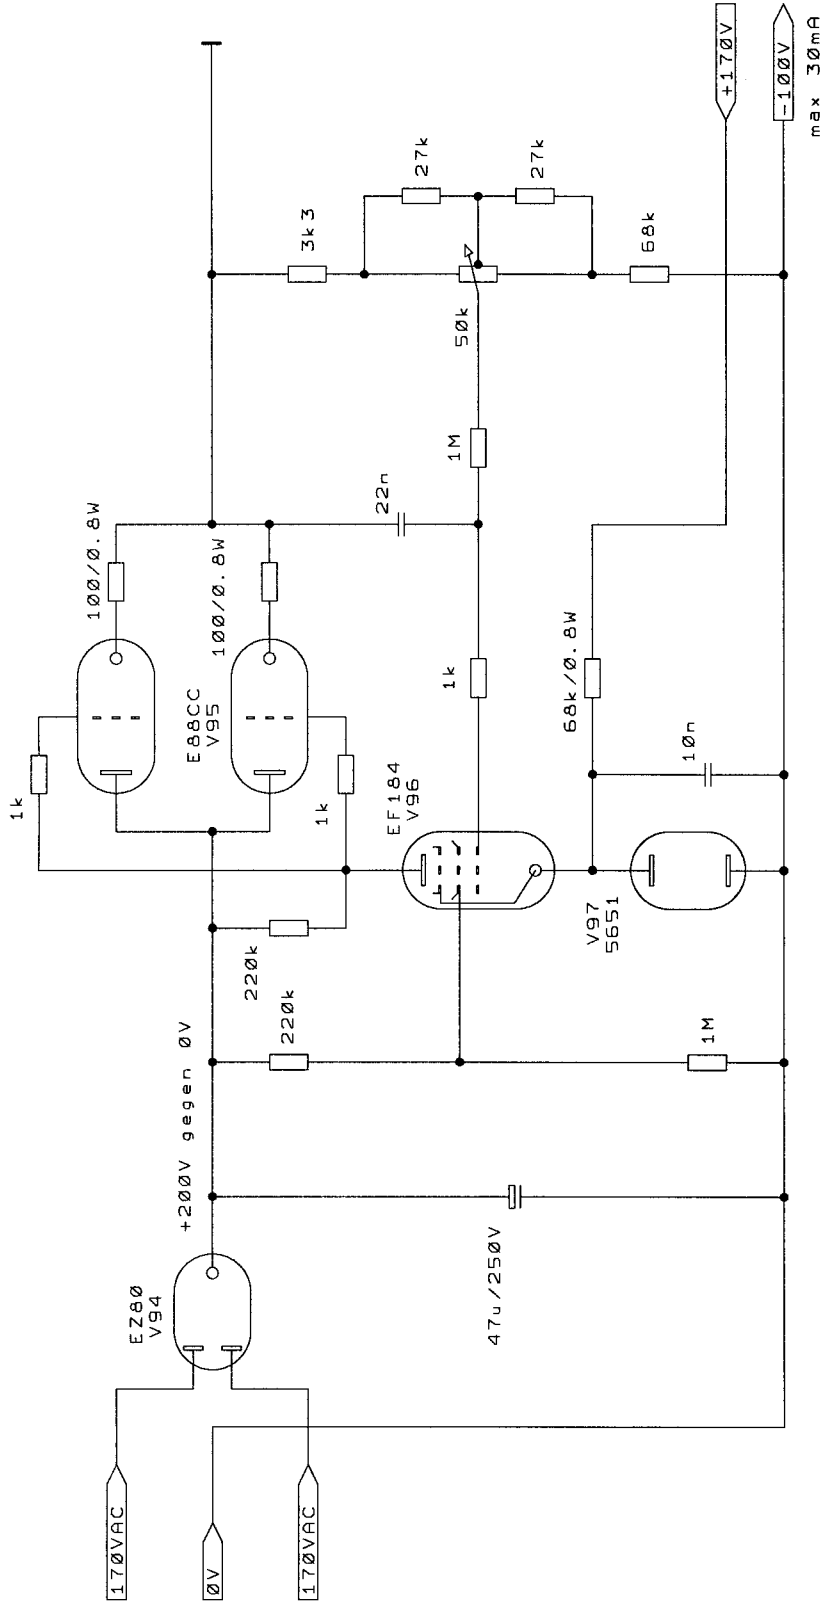 170VAC
0V
170VAC
EZ80
V94
+200V gegen 0V
47u/250V
220k
220k
1M
1k
1k
E88CC
V95
EF184
V96
V97
5651
100/0.8W
100/0.8W
1k
68k/0.8W
10n
22n
1M
50k
3k3
27k
27k
68k
+170V
-100V
max 30mA